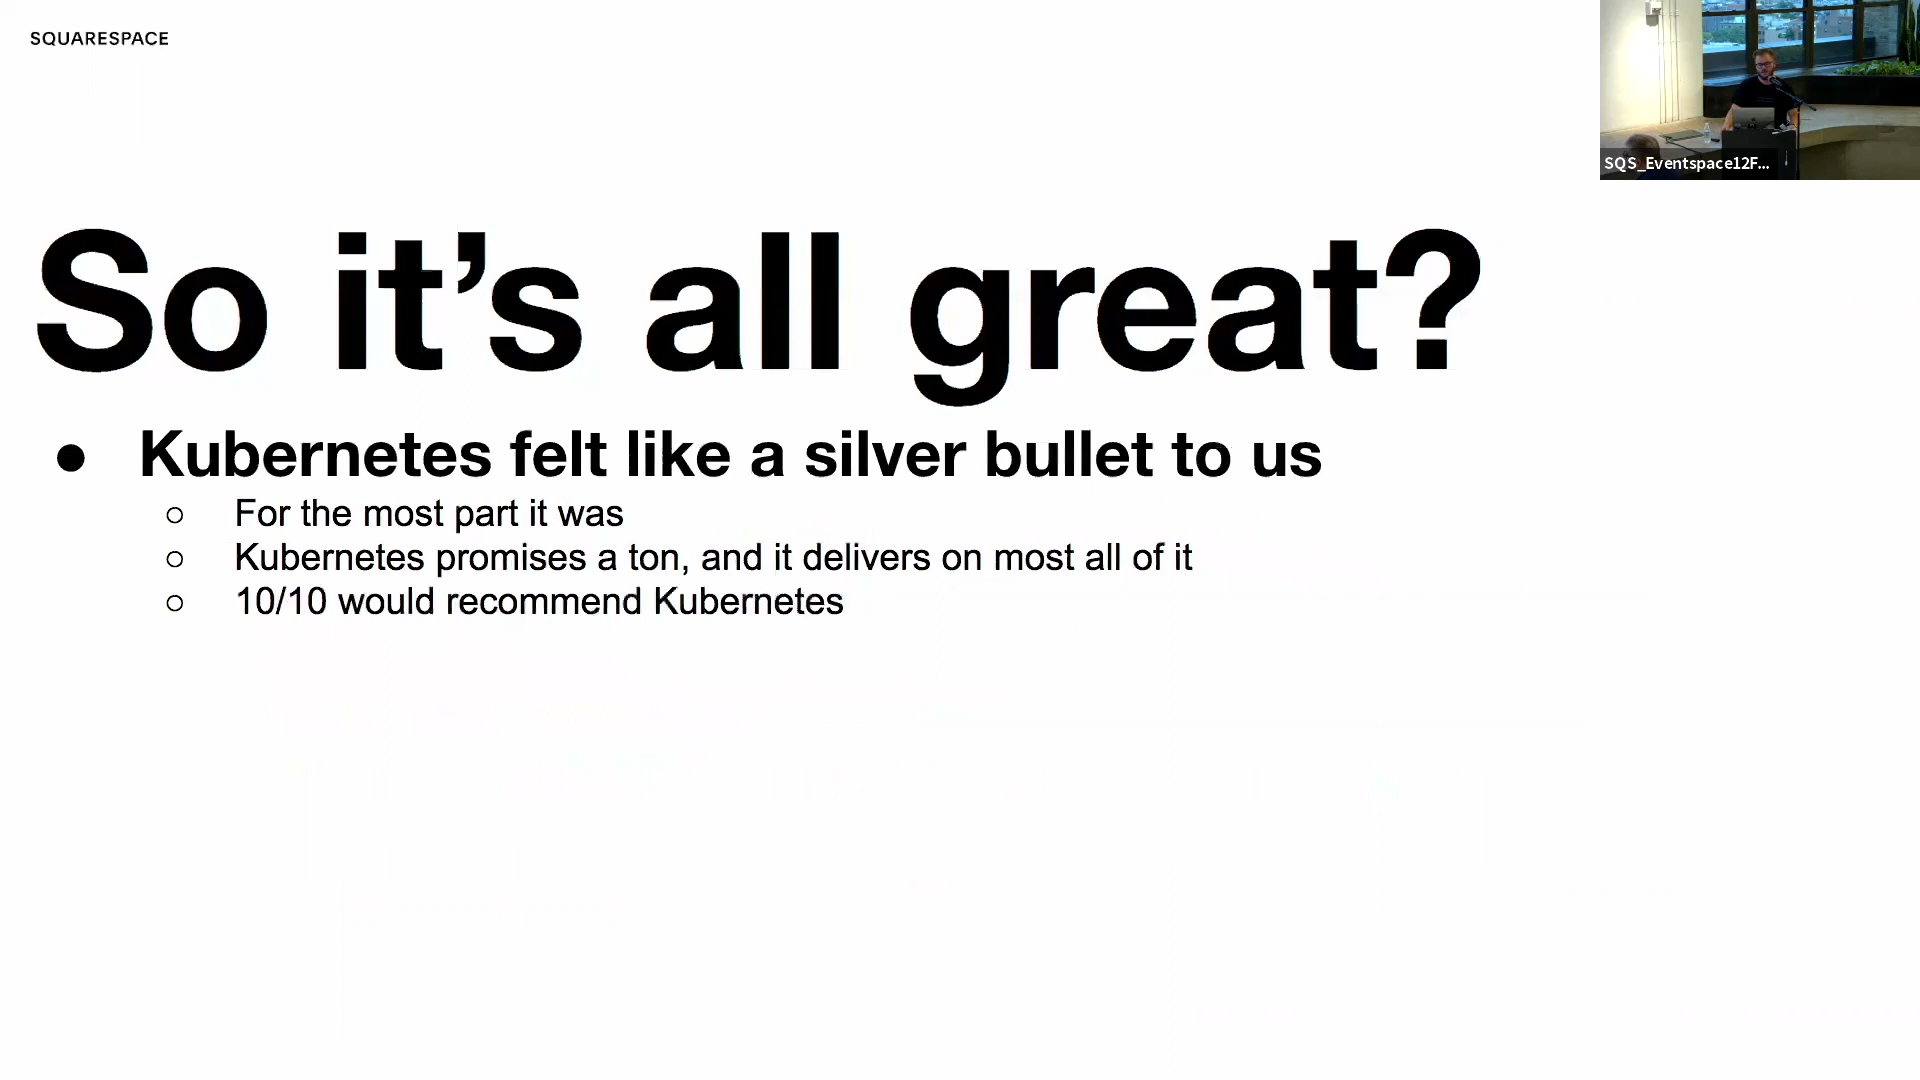 SQUARESPACE
SQS_Eventspace12F...
So it’s all great?
● Kubernetes felt like a silver bullet to us
○ For the most part it was
○ Kubernetes promises a ton, and it delivers on most all of it
○ 10/10 would recommend Kubernetes